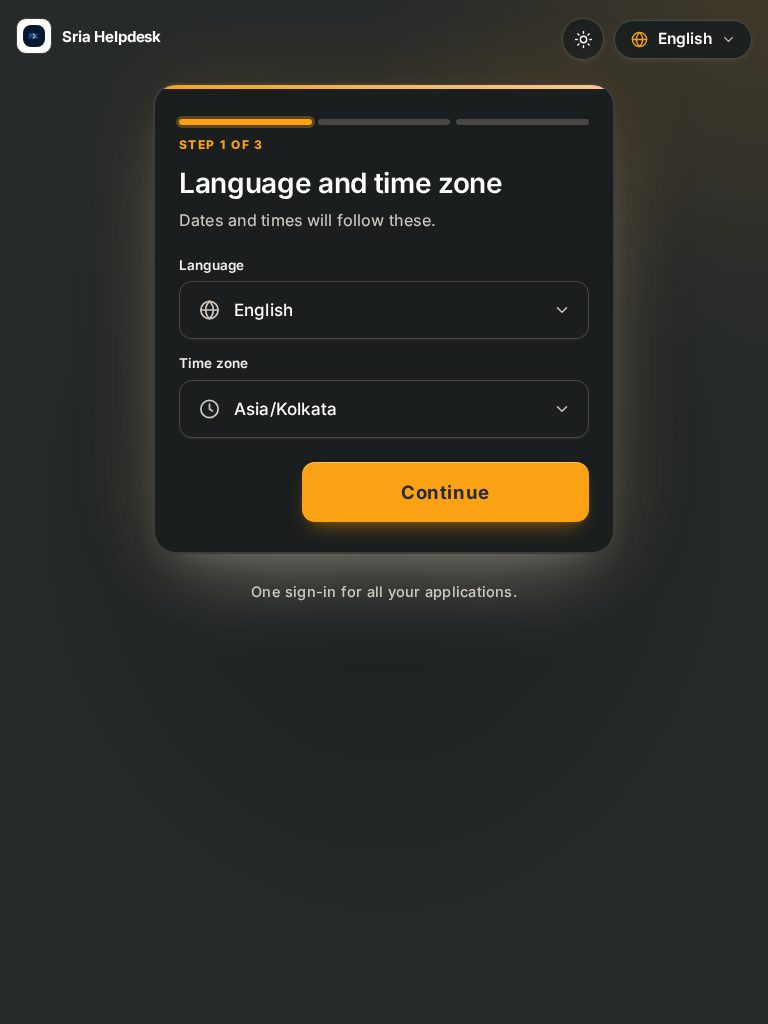 Sria Helpdesk
English
STEP 1 OF 3
Language and time zone
Dates and times will follow these.
Language
English
Time zone
Asia/Kolkata
Continue
One sign-in for all your applications.